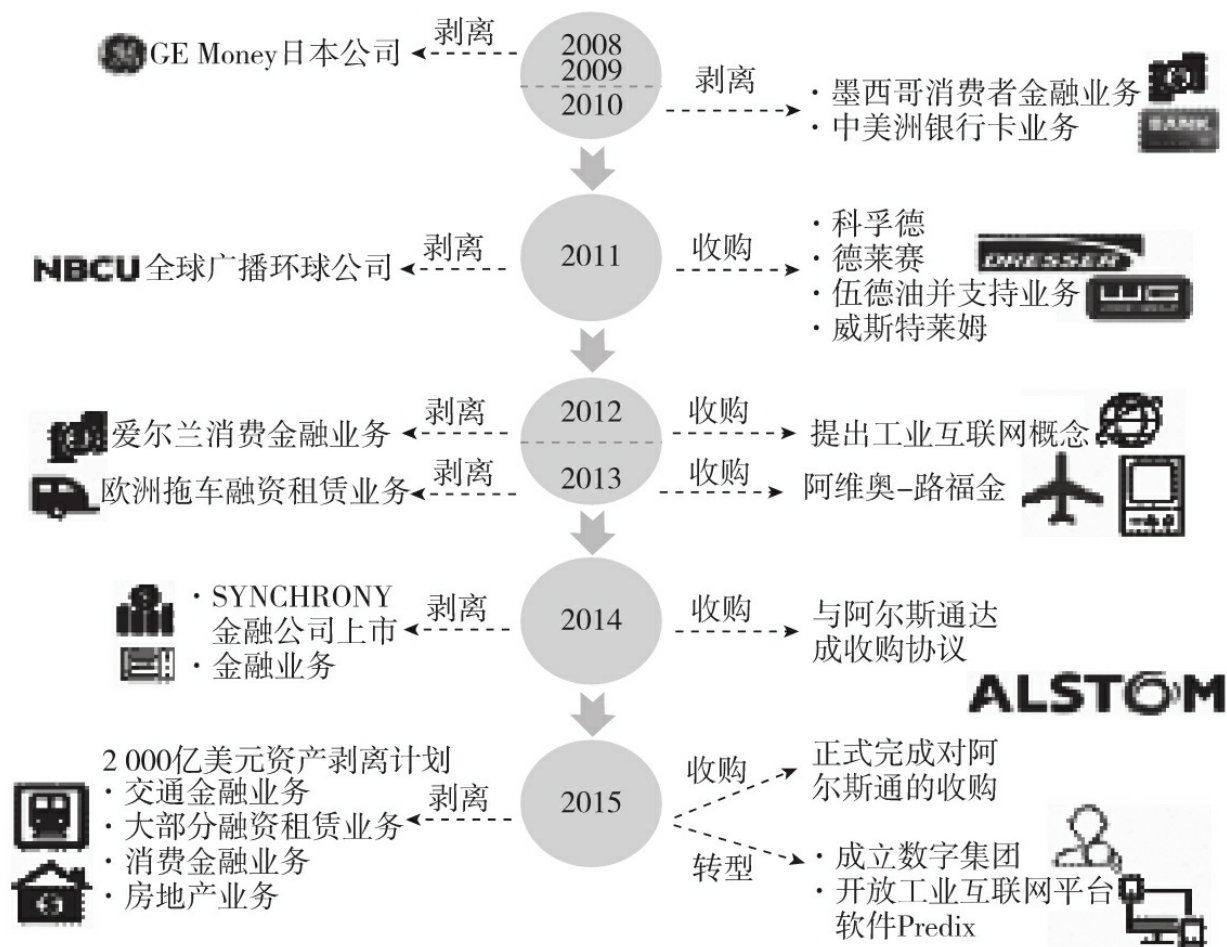 GE Money日本公司
剥离
2008
2009
2010
剥离
· 墨西哥消费者金融业务
· 中美洲银行卡业务
BANK
NBCU 全球广播环球公司
剥离
2011
收购
· 科孚德
· 德莱赛
· 伍德油井支持业务
· 威斯特莱姆
DRESSER
爱尔兰消费金融业务
剥离
2012
收购
提出工业互联网概念
欧洲拖车融资租赁业务
剥离
2013
收购
阿维奥-路福金
· SYNCHRONY
金融公司上市
· 金融业务
剥离
2014
收购
与阿尔斯通达
成收购协议
ALSTOM
2 000亿美元资产剥离计划
· 交通金融业务
· 大部分融资租赁业务
· 消费金融业务
· 房地产业务
剥离
2015
收购
正式完成对阿
尔斯通的收购
转型
· 成立数字集团
· 开放工业互联网平台
软件Predix